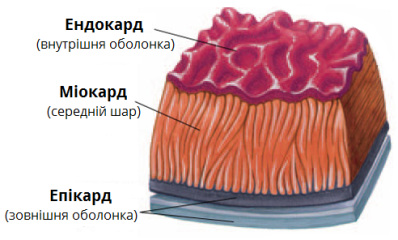 Ендокард
(внутрішня оболонка)
Міокард
(середній шар)
Епікард
(зовнішня оболонка)